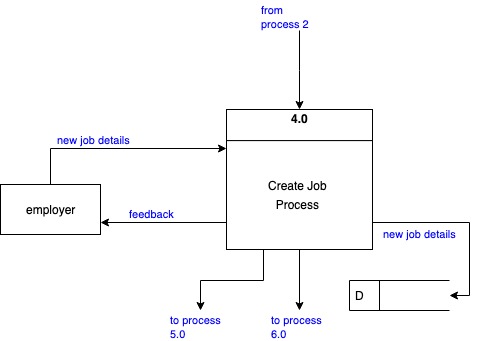 from
process 2
4.0
new job details
Create Job
Process
employer
feedback
new job details
D
to process
5.0
to process
6.0